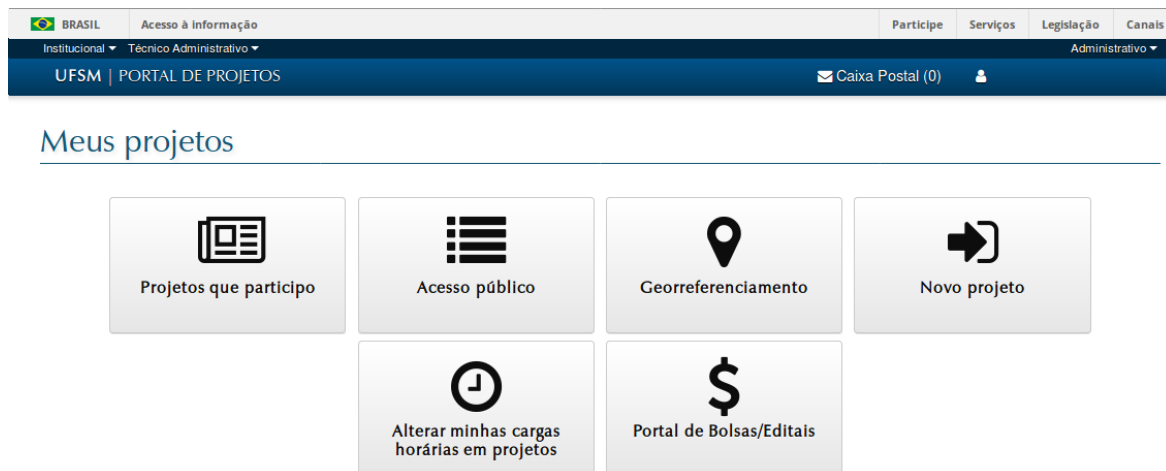 BRASIL Acesso à informação Participe Serviços Legislação Canais
Institucional Técnico Administrativo Administrativo
UFSM | PORTAL DE PROJETOS Caixa Postal (0)
Meus projetos
Projetos que participo Acesso público Georreferenciamento Novo projeto
Alterar minhas cargas
horárias em projetos
Portal de Bolsas/Editais